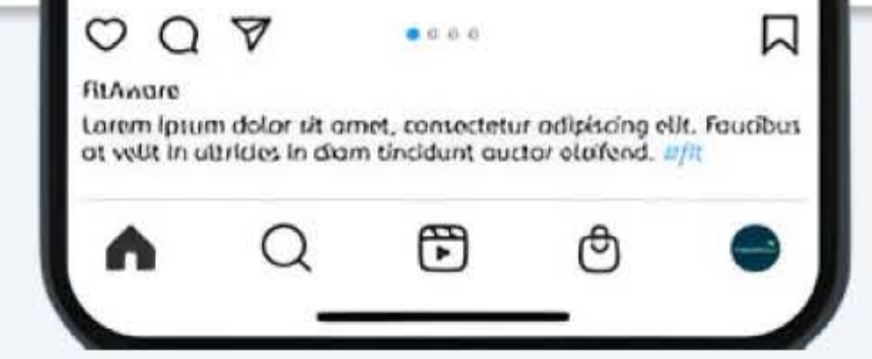 FitAware
Lorem ipsum dolor sit amet, consectetur adipiscing elit. Faucibus
at velit in ultricies in diam tincidunt auctor eleifend. #fit